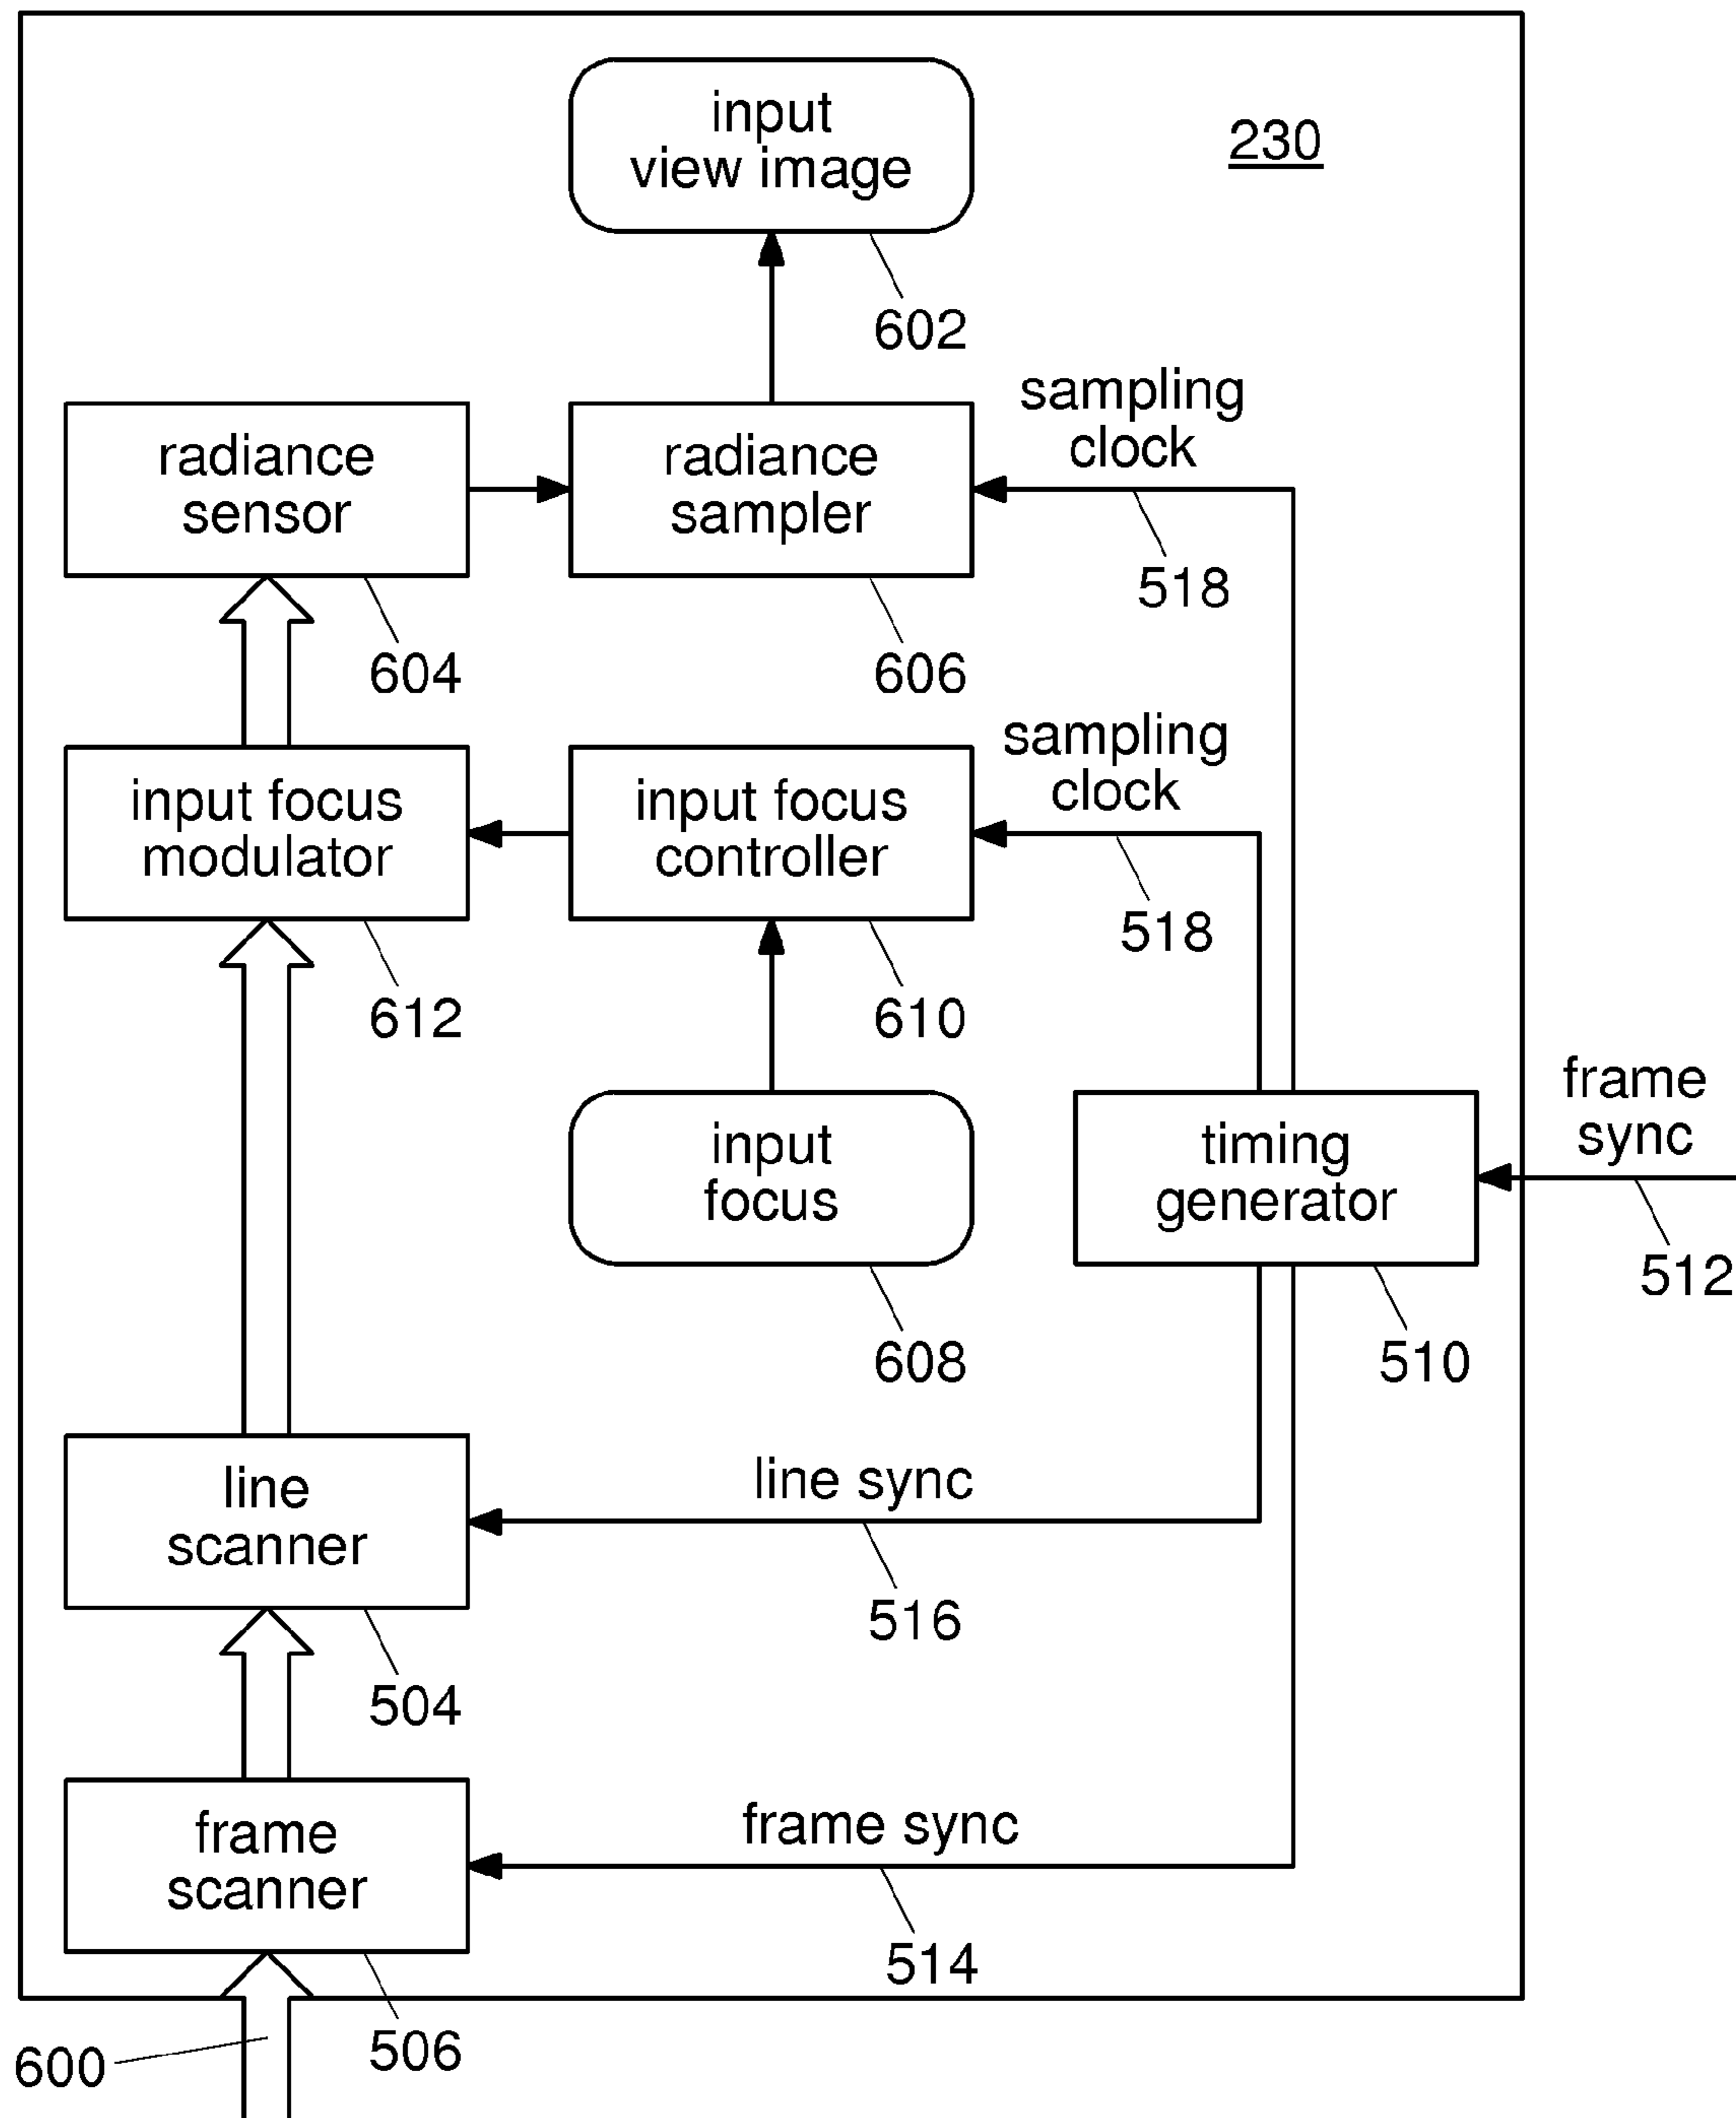 input
view image
230
602
sampling
clock
radiance
sensor
radiance
sampler
518
604
606
sampling
clock
input focus
modulator
input focus
controller
518
612
610
frame
sync
input
focus
timing
generator
512
608
510
line
scanner
line sync
516
504
frame
scanner
frame sync
514
506
600